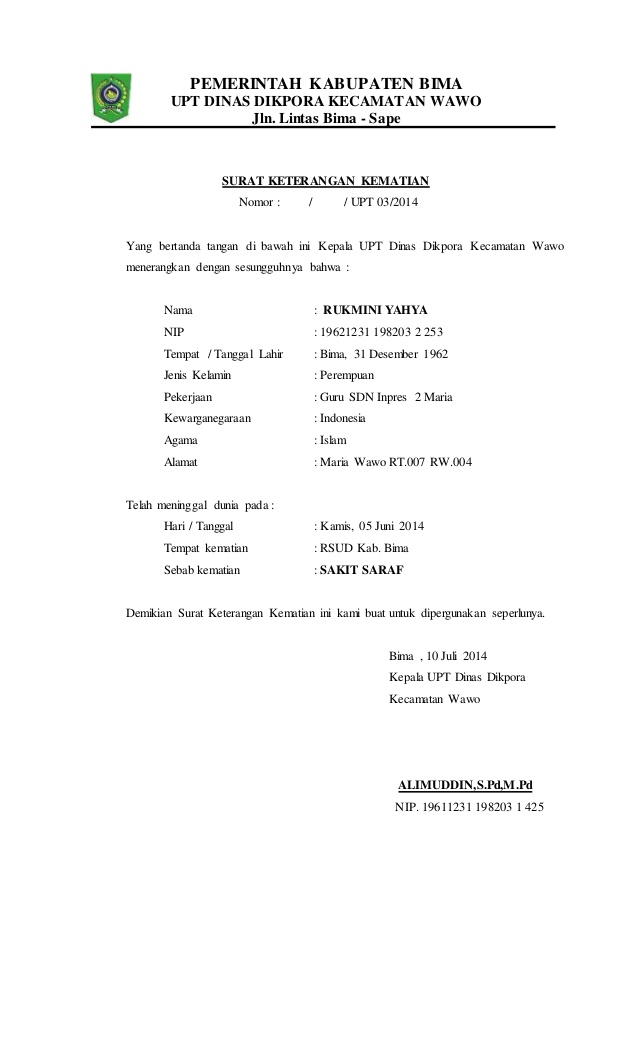 PEMERINTAH KABUPATEN BIMA
UPT DINAS DIKPORA KECAMATAN WAWO
Jln. Lintas Bima - Sape
SURAT KETERANGAN KEMATIAN
Nomor : / / UPT 03/2014
Yang bertanda tangan di bawah ini Kepala UPT Dinas Dikpora Kecamatan Wawo
menerangkan dengan sesungguhnya bahwa :
Nama : RUKMINI YAHYA
NIP : 19621231 198203 2 253
Tempat / Tanggal Lahir : Bima, 31 Desember 1962
Jenis Kelamin : Perempuan
Pekerjaan : Guru SDN Inpres 2 Maria
Kewarganegaraan : Indonesia
Agama : Islam
Alamat : Maria Wawo RT.007 RW.004
Telah meninggal dunia pada :
Hari / Tanggal : Kamis, 05 Juni 2014
Tempat kematian : RSUD Kab. Bima
Sebab kematian : SAKIT SARAF
Demikian Surat Keterangan Kematian ini kami buat untuk dipergunakan seperlunya.
Bima , 10 Juli 2014
Kepala UPT Dinas Dikpora
Kecamatan Wawo
ALIMUDDIN,S.Pd,M.Pd
NIP. 19611231 198203 1 425